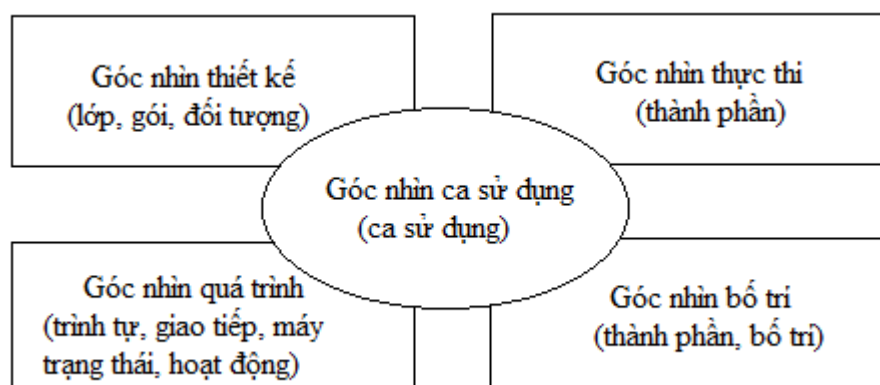 Góc nhìn thiết kế
(lớp, gói, đối tượng)
Góc nhìn thực thi
(thành phần)
Góc nhìn ca sử dụng
(ca sử dụng)
Góc nhìn quá trình
(trình tự, giao tiếp, máy
trạng thái, hoạt động)
Góc nhìn bố trí
(thành phần, bố trí)